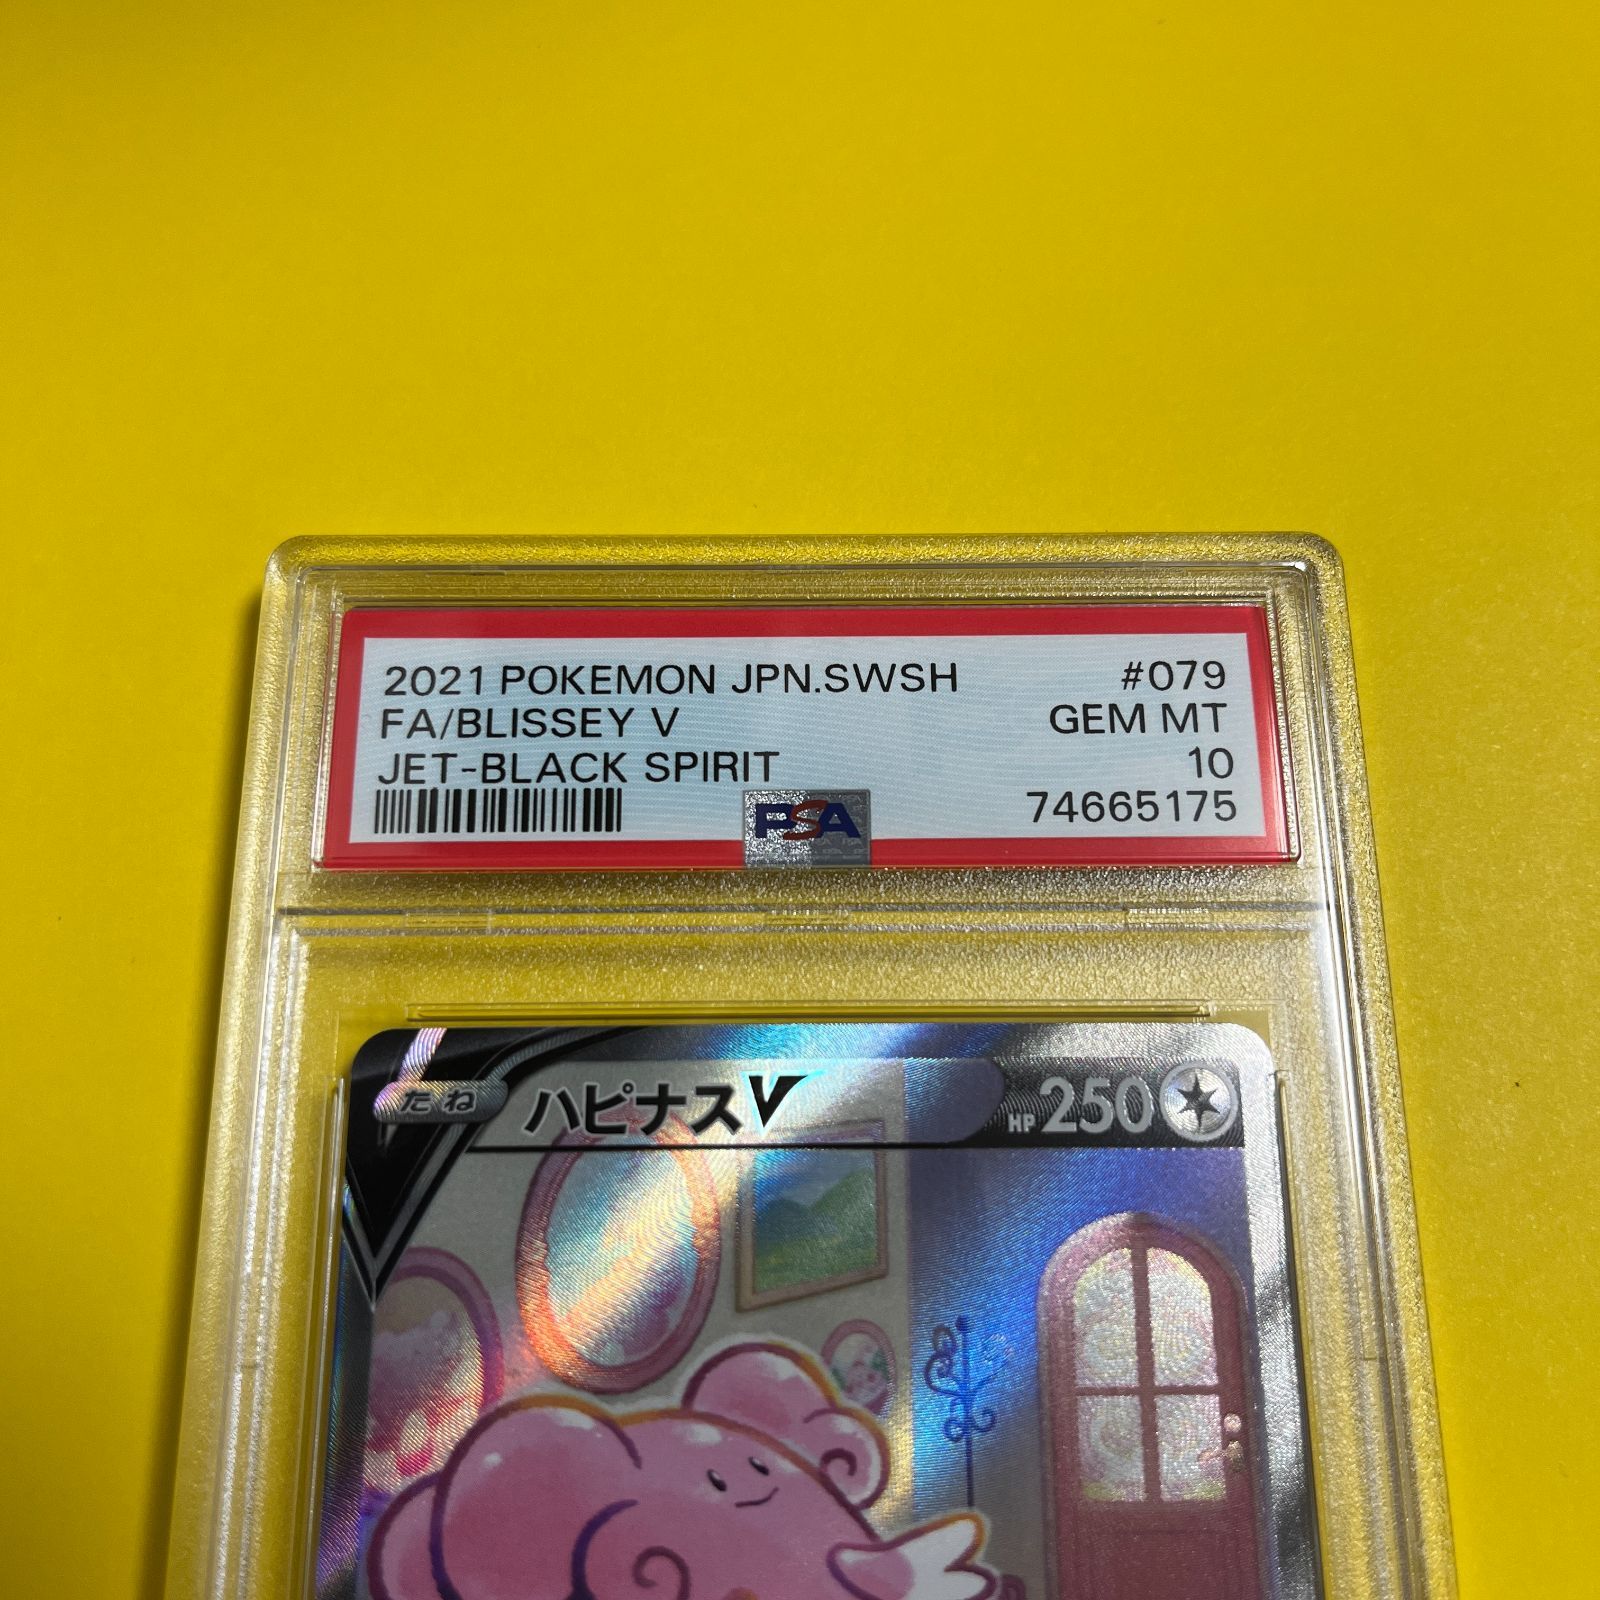 2021 POKEMON JPN.SWSH #079
FA/BLISSEY V GEM MT
JET-BLACK SPIRIT 10
PSA 74665175
たね ハピナスV HP 250